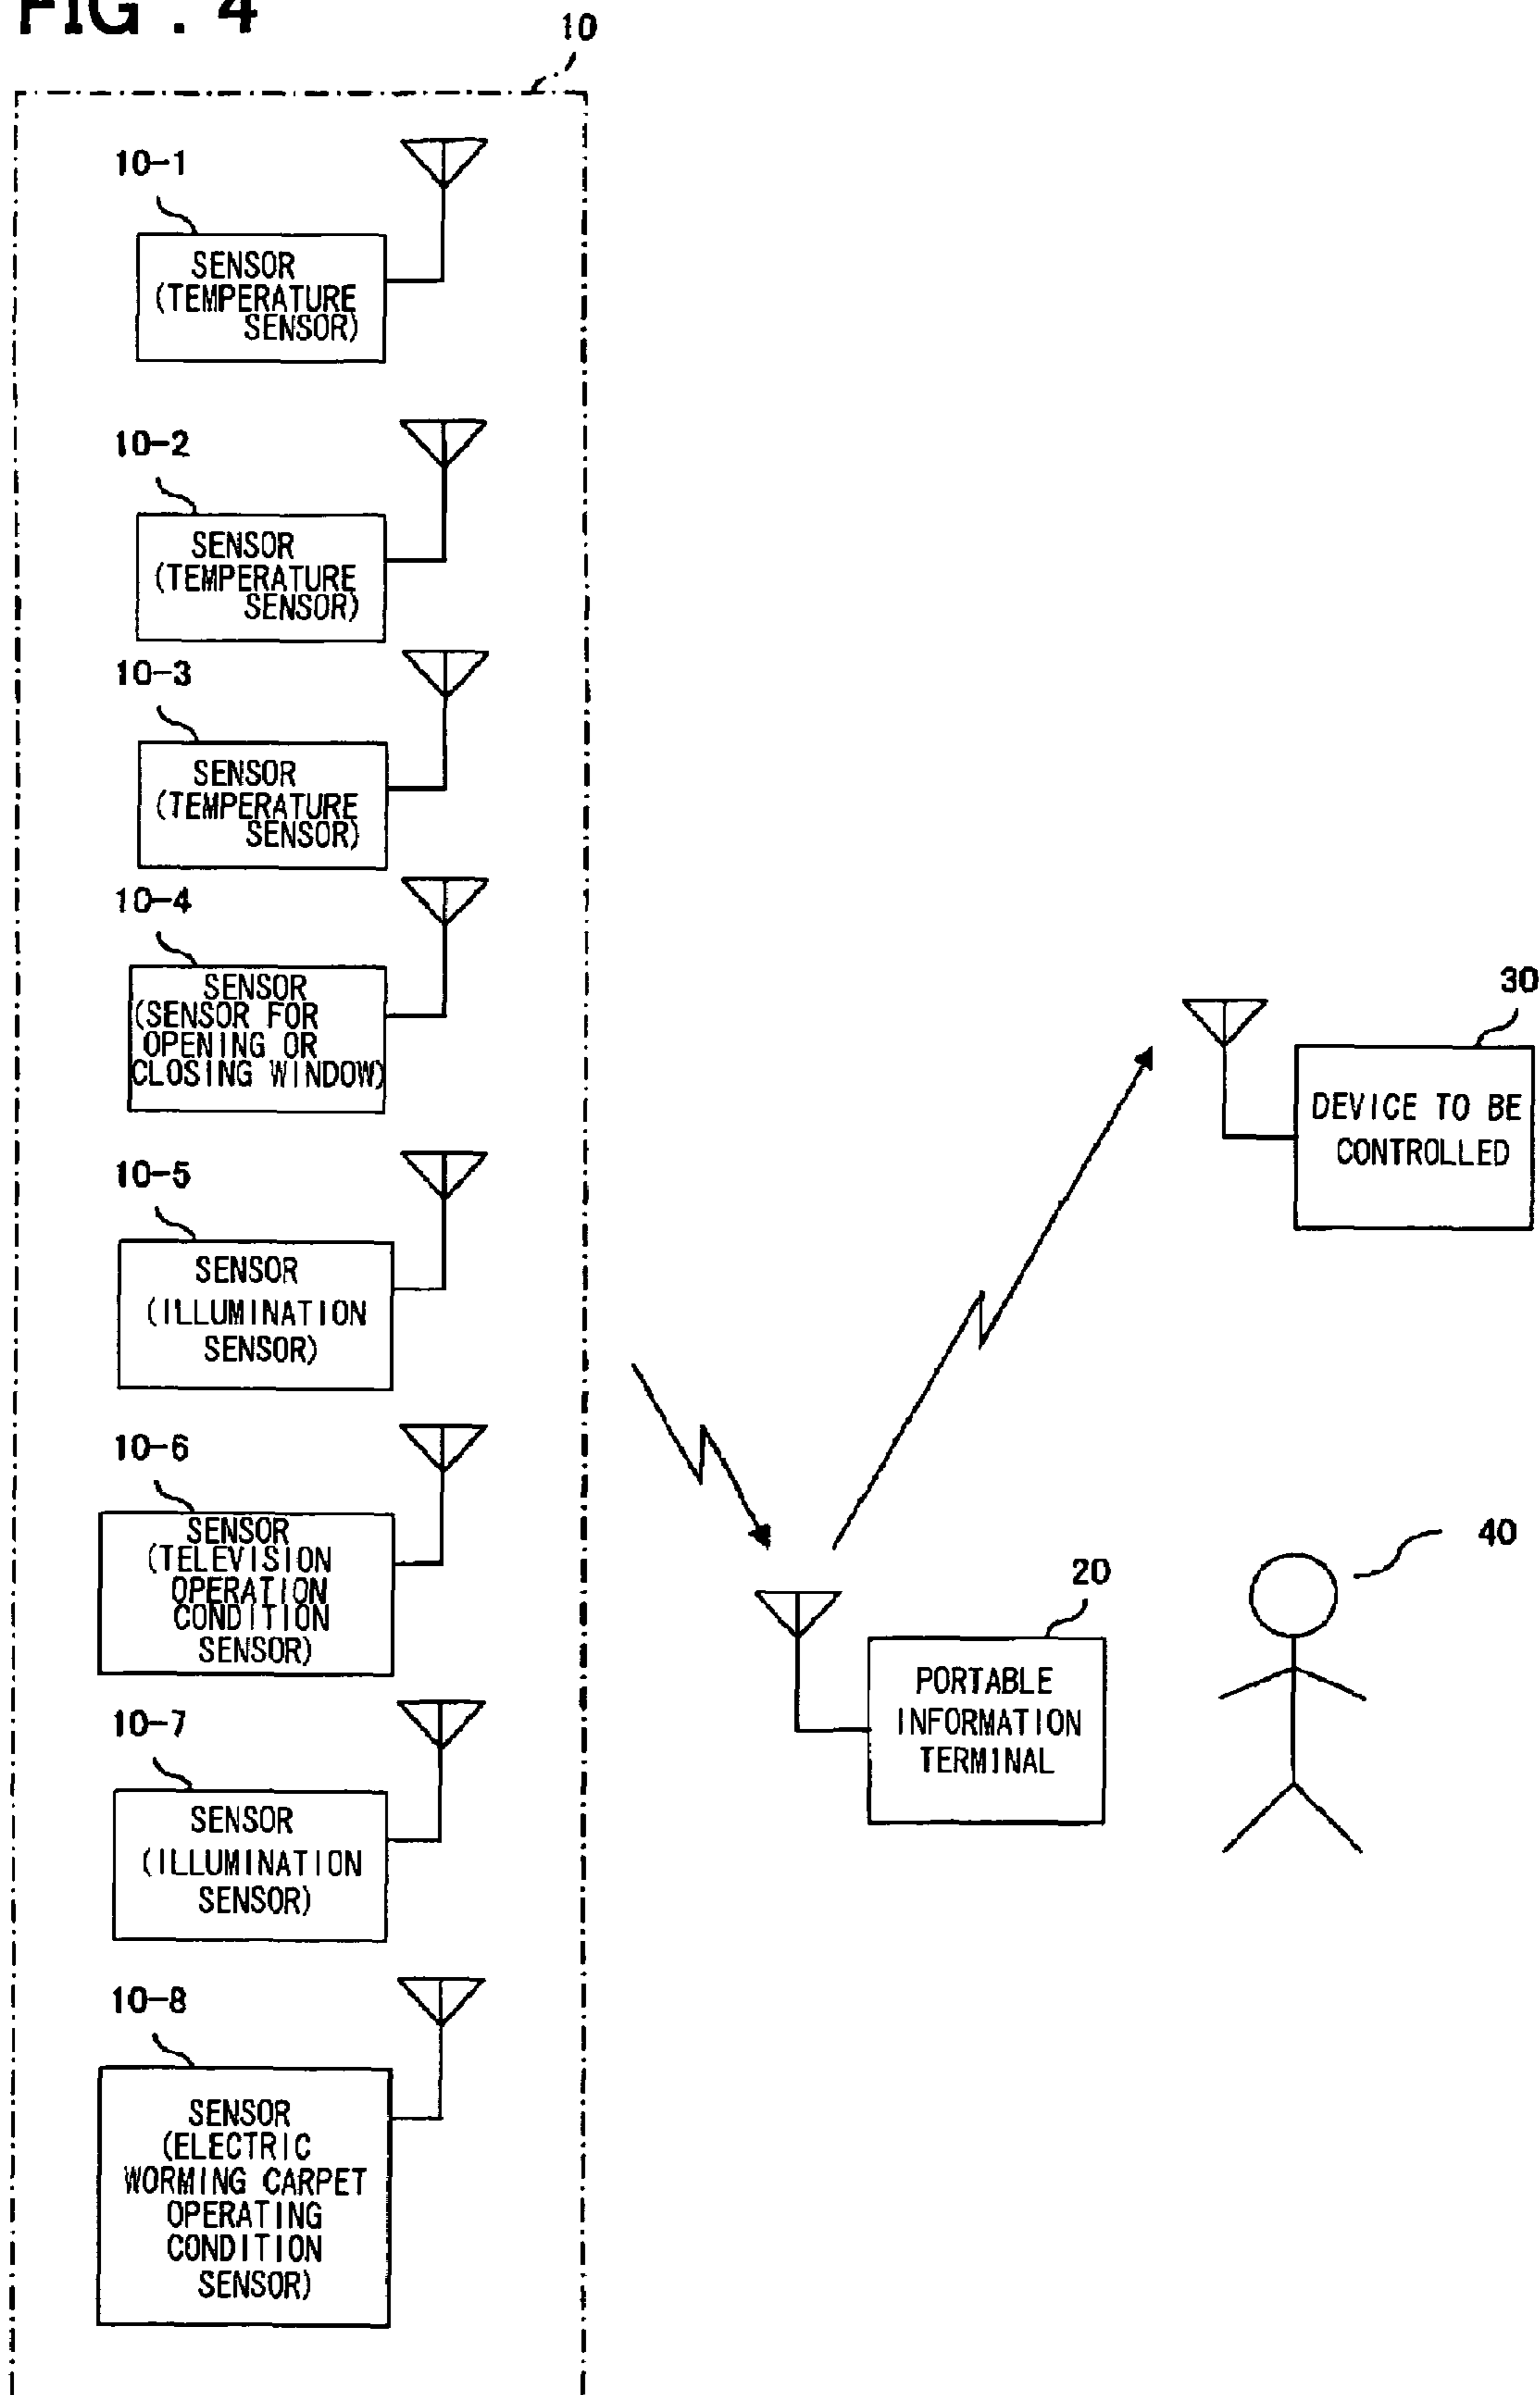 FIG . 4
10
10-1
SENSOR
(TEMPERATURE
SENSOR)
10-2
SENSOR
(TEMPERATURE
SENSOR)
10-3
SENSOR
(TEMPERATURE
SENSOR)
10-4
SENSOR
(SENSOR FOR
OPENING OR
CLOSING WINDOW)
10-5
SENSOR
(ILLUMINATION
SENSOR)
10-6
SENSOR
(TELEVISION
OPERATION
CONDITION
SENSOR)
10-7
SENSOR
(ILLUMINATION
SENSOR)
10-8
SENSOR
(ELECTRIC
WORMING CARPET
OPERATING
CONDITION
SENSOR)
30
DEVICE TO BE
CONTROLLED
20
PORTABLE
INFORMATION
TERMINAL
40